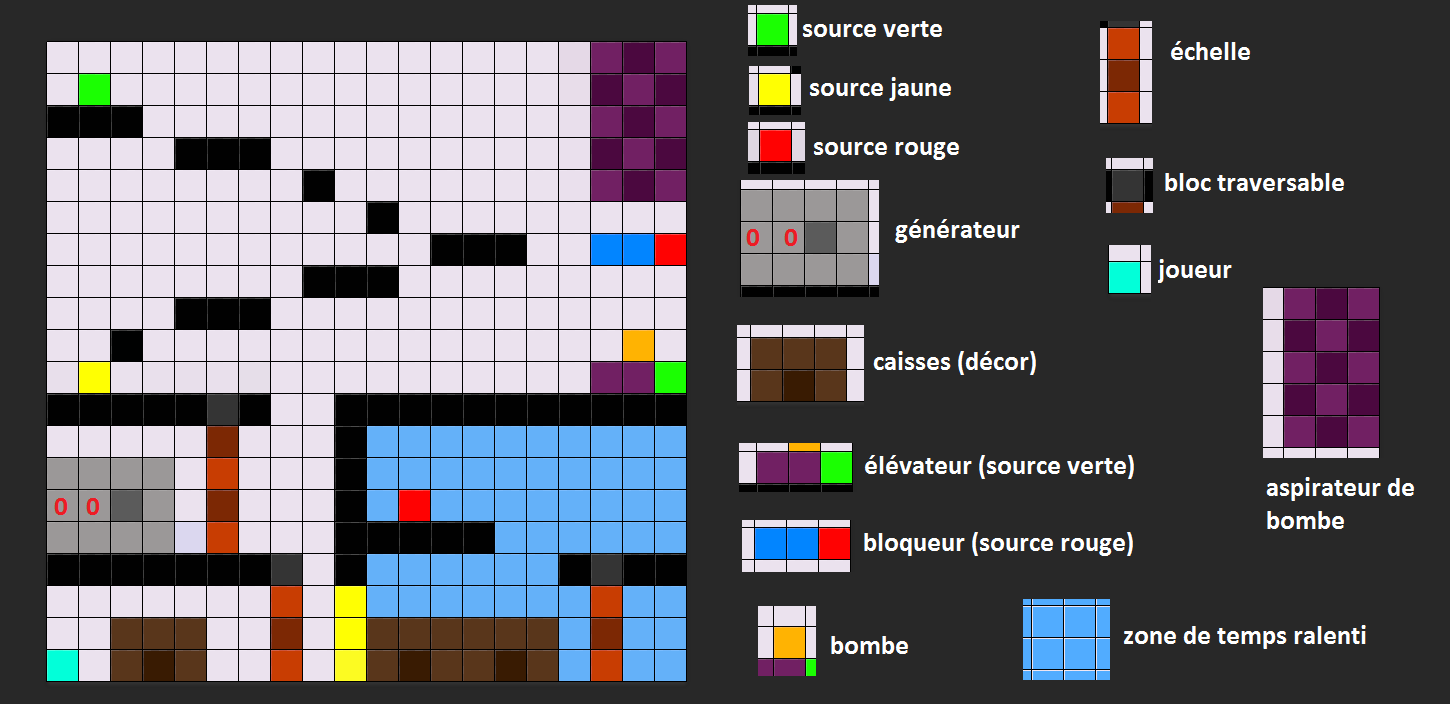 source verte
source jaune
source rouge
0 0
générateur
caisses (décor)
élévateur (source verte)
bloqueur (source rouge)
bombe
échelle
bloc traversable
joueur
aspirateur de
bombe
zone de temps ralenti
0 0